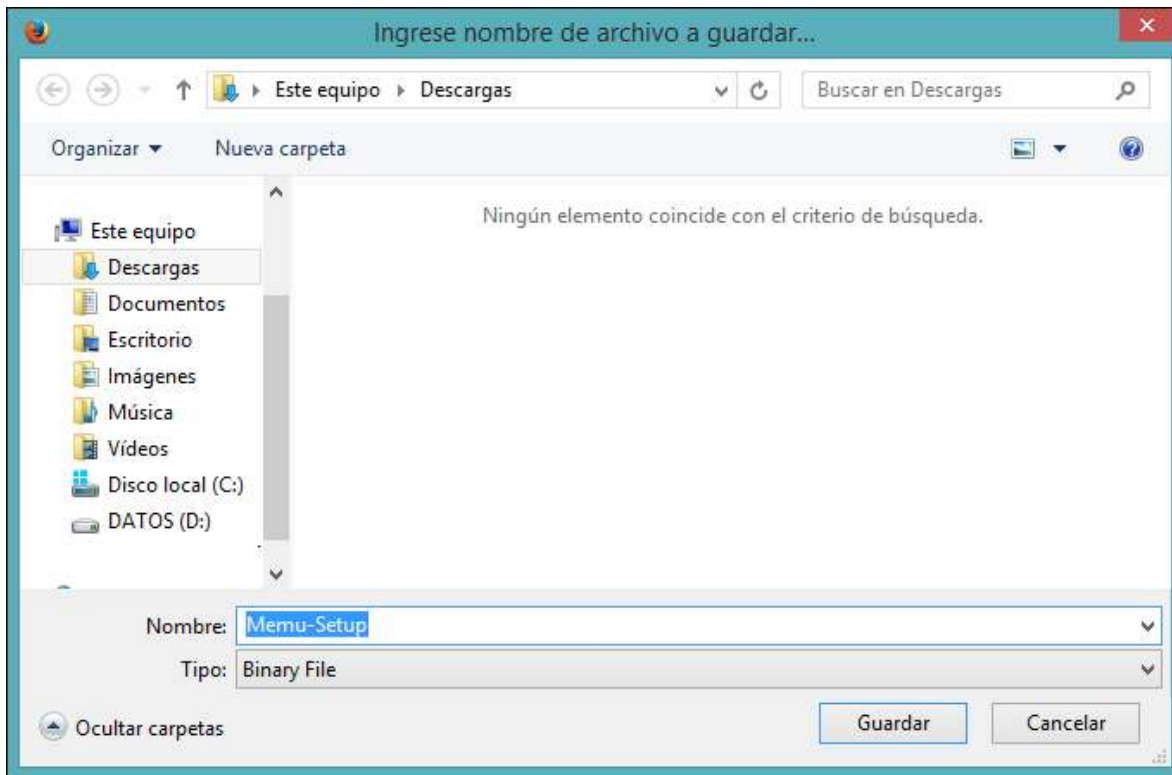 Ingrese nombre de archivo a guardar...
Este equipo Descargas
Buscar en Descargas
Organizar
Nueva carpeta
Ningún elemento coincide con el criterio de búsqueda.
Este equipo
Descargas
Documentos
Escritorio
Imágenes
Música
Vídeos
Disco local (C:)
DATOS (D:)
Nombre: Memu-Setup
Tipo: Binary File
Ocultar carpetas
Guardar
Cancelar